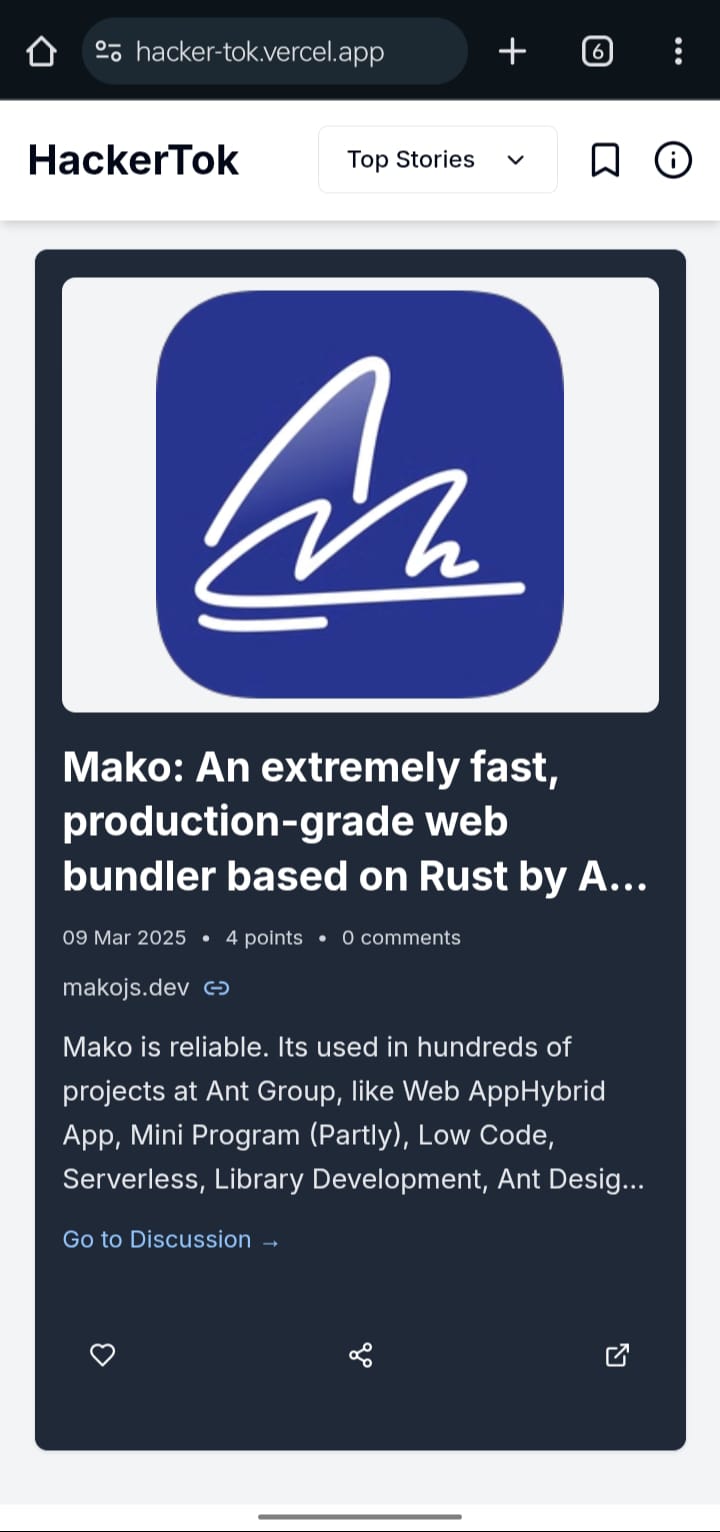 hacker-tok.vercel.app
6
HackerTok
Top Stories
Mako: An extremely fast,
production-grade web
bundler based on Rust by A...
09 Mar 2025 • 4 points • 0 comments
makojs.dev
Mako is reliable. Its used in hundreds of
projects at Ant Group, like Web AppHybrid
App, Mini Program (Partly), Low Code,
Serverless, Library Development, Ant Desig...
Go to Discussion →